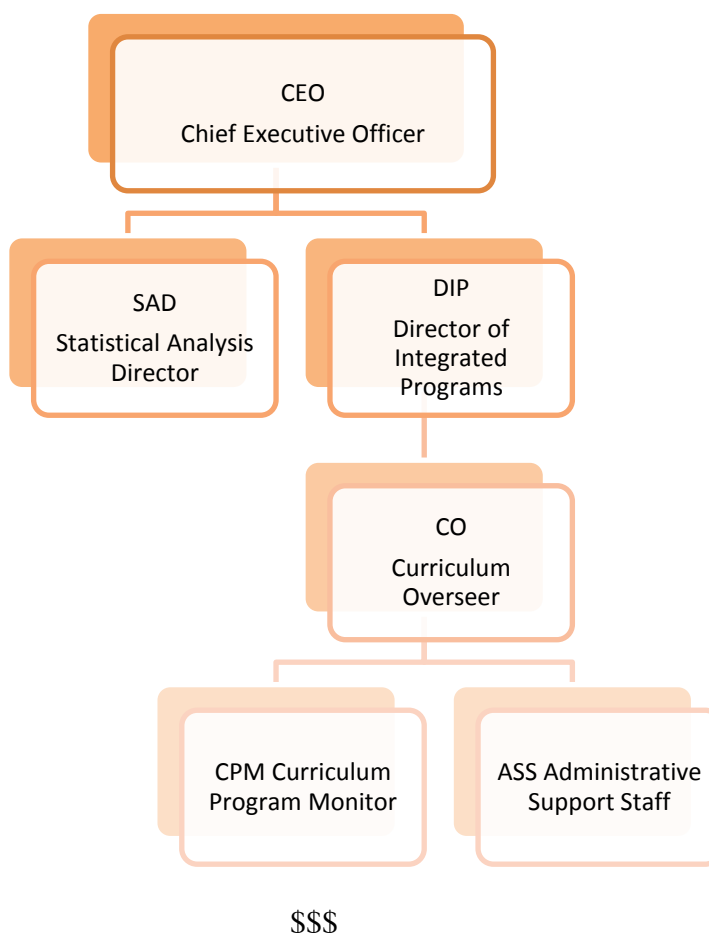 CEO
Chief Executive Officer
SAD
Statistical Analysis
Director
DIP
Director of
Integrated
Programs
CO
Curriculum
Overseer
CPM Curriculum
Program Monitor
ASS Administrative
Support Staff
$$$